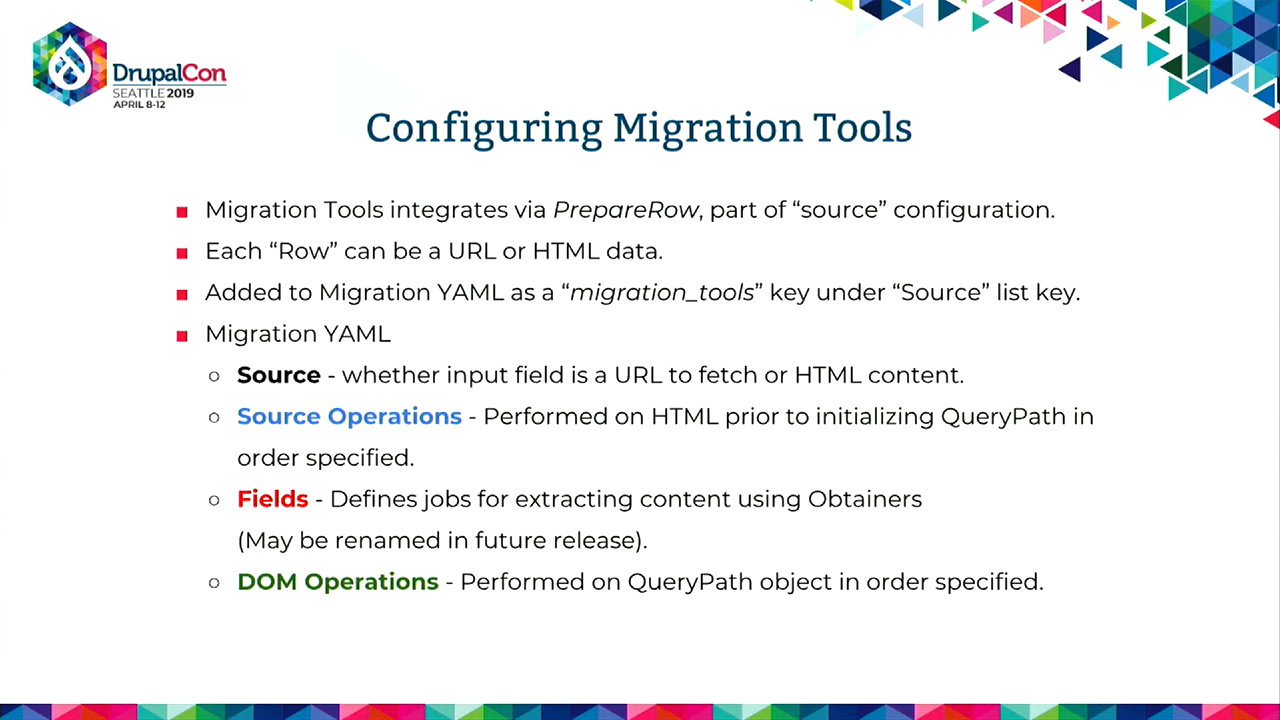 DrupalCon
SEATTLE 2019
APRIL 8-12
Configuring Migration Tools
■ Migration Tools integrates via PrepareRow, part of “source” configuration.
■ Each “Row” can be a URL or HTML data.
■ Added to Migration YAML as a “migration_tools” key under “Source” list key.
■ Migration YAML
○ Source - whether input field is a URL to fetch or HTML content.
○ Source Operations - Performed on HTML prior to initializing QueryPath in
order specified.
○ Fields - Defines jobs for extracting content using Obtainers
(May be renamed in future release).
○ DOM Operations - Performed on QueryPath object in order specified.